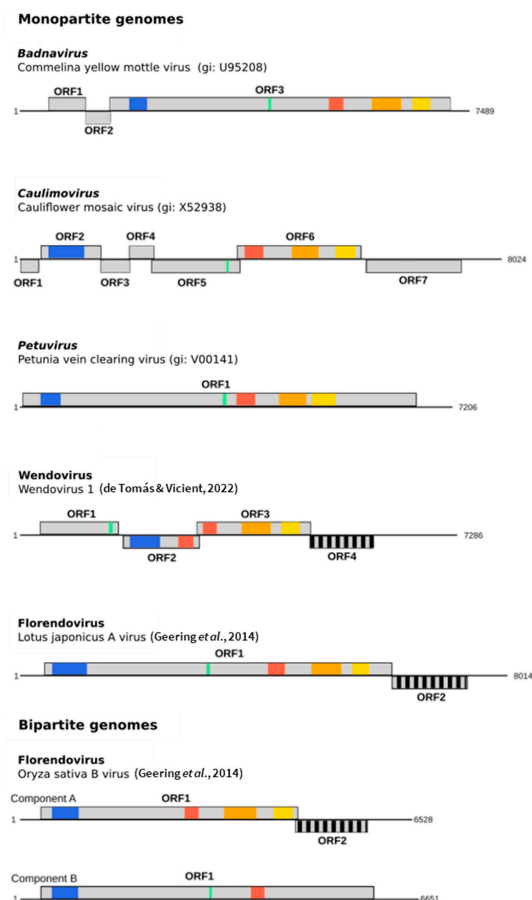 Monopartite genomes
Badnavirus
Commelina yellow mottle virus (gi: U95208)
ORF1 ORF3
1 7489
ORF2
Caulimovirus
Cauliflower mosaic virus (gi: X52938)
ORF2 ORF4 ORF6
1 8024
ORF1 ORF3 ORF5 ORF7
Petuvirus
Petunia vein clearing virus (gi: V00141)
ORF1
1 7206
Wendovirus
Wendovirus 1 (de Tomás & Vicient, 2022)
ORF1 ORF3
1 7286
ORF2 ORF4
Florendovirus
Lotus japonicus A virus (Geering et al., 2014)
ORF1
1 8014
ORF2
Bipartite genomes
Florendovirus
Oryza sativa B virus (Geering et al., 2014)
Component A ORF1
1 6528
ORF2
Component B ORF1
1 6651